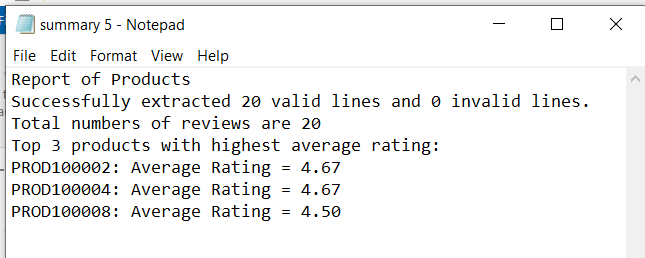 summary 5 - Notepad
File Edit Format View Help
Report of Products
Successfully extracted 20 valid lines and 0 invalid lines.
Total numbers of reviews are 20
Top 3 products with highest average rating:
PROD100002: Average Rating = 4.67
PROD100004: Average Rating = 4.67
PROD100008: Average Rating = 4.50